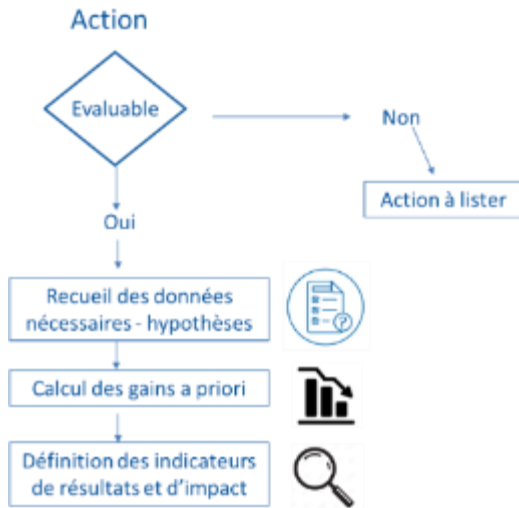 Action
Evaluable
Non
Action à lister
Oui
Recueil des données
nécessaires - hypothèses
Calcul des gains a priori
Définition des indicateurs
de résultats et d'impact